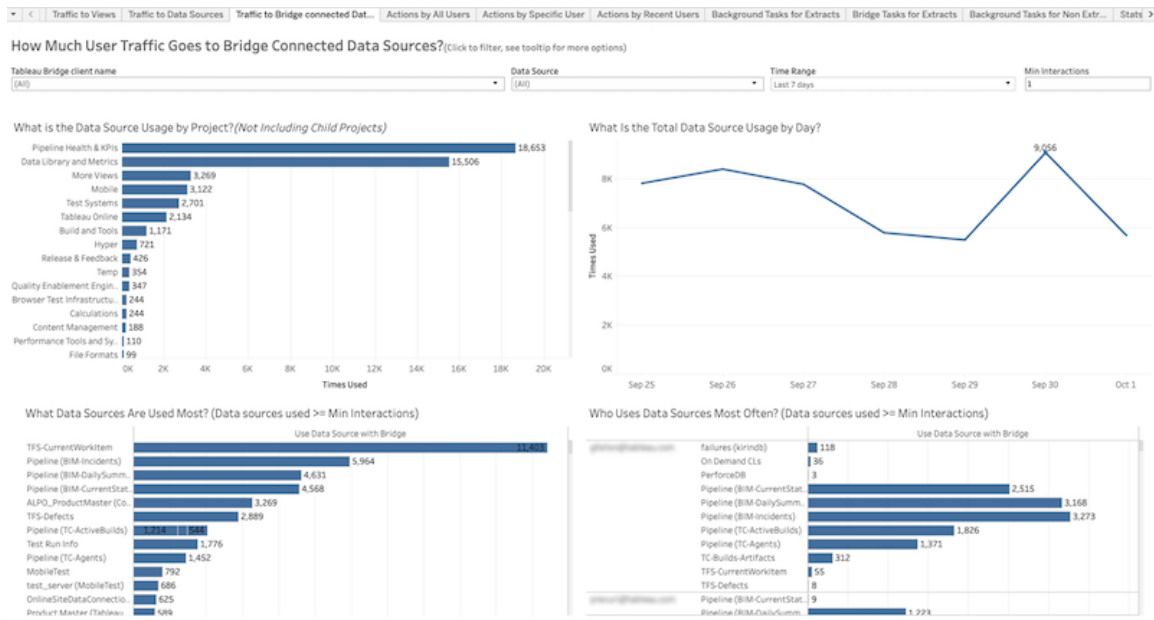 Traffic to Views
Traffic to Data Sources
Traffic to Bridge connected Dat...
Actions by All Users
Actions by Specific User
Actions by Recent Users
Background Tasks for Extracts
Bridge Tasks for Extracts
Background Tasks for Non Extr...
Stats
How Much User Traffic Goes to Bridge Connected Data Sources?(Click to filter, see tooltip for more options)
Tableau Bridge client name
(All)
Data Source
(All)
Time Range
Last 7 days
Min Interactions
1
What is the Data Source Usage by Project?(Not Including Child Projects)
Pipeline Health & KPIs 18,653
Data Library and Metrics 15,506
More Views 3,269
Mobile 3,122
Test Systems 2,701
Tableau Online 2,134
Build and Tools 1,171
Hyper 721
Release & Feedback 426
Temp 354
Quality Enablement Engin.. 347
Browser Test Infrastructu.. 244
Calculations 244
Content Management 188
Performance Tools and Sy.. 110
File Formats 99
0K 2K 4K 6K 8K 10K 12K 14K 16K 18K 20K
Times Used
What Is the Total Data Source Usage by Day?
9,056
8K
6K
4K
2K
0K
Times Used
Sep 25 Sep 26 Sep 27 Sep 28 Sep 29 Sep 30 Oct 1
What Data Sources Are Used Most? (Data sources used >= Min Interactions)
Use Data Source with Bridge
TFS-CurrentWorkItem 11,403
Pipeline (BIM-Incidents) 5,964
Pipeline (BIM-DailySumm.. 4,631
Pipeline (BIM-CurrentStat.. 4,568
ALPO_ProductMaster (Co.. 3,269
TFS-Defects 2,889
Pipeline (TC-ActiveBuilds) 1,214 544
Test Run Info 1,776
Pipeline (TC-Agents) 1,452
MobileTest 792
test_server (MobileTest) 686
OnlineSiteDataConnectio.. 625
Product Master (Tableau.. 589
Who Uses Data Sources Most Often? (Data sources used >= Min Interactions)
Use Data Source with Bridge
failures (kirindb) 118
On Demand CLs 36
PerforceDB 3
Pipeline (BIM-CurrentStat.. 2,515
Pipeline (BIM-DailySumm.. 3,168
Pipeline (BIM-Incidents) 3,273
Pipeline (TC-ActiveBuilds) 1,826
Pipeline (TC-Agents) 1,371
TC-Builds-Artifacts 312
TFS-CurrentWorkItem 55
TFS-Defects 8
Pipeline (BIM-CurrentStat.. 9
Pipeline (BIM-DailySumm.. 1,223